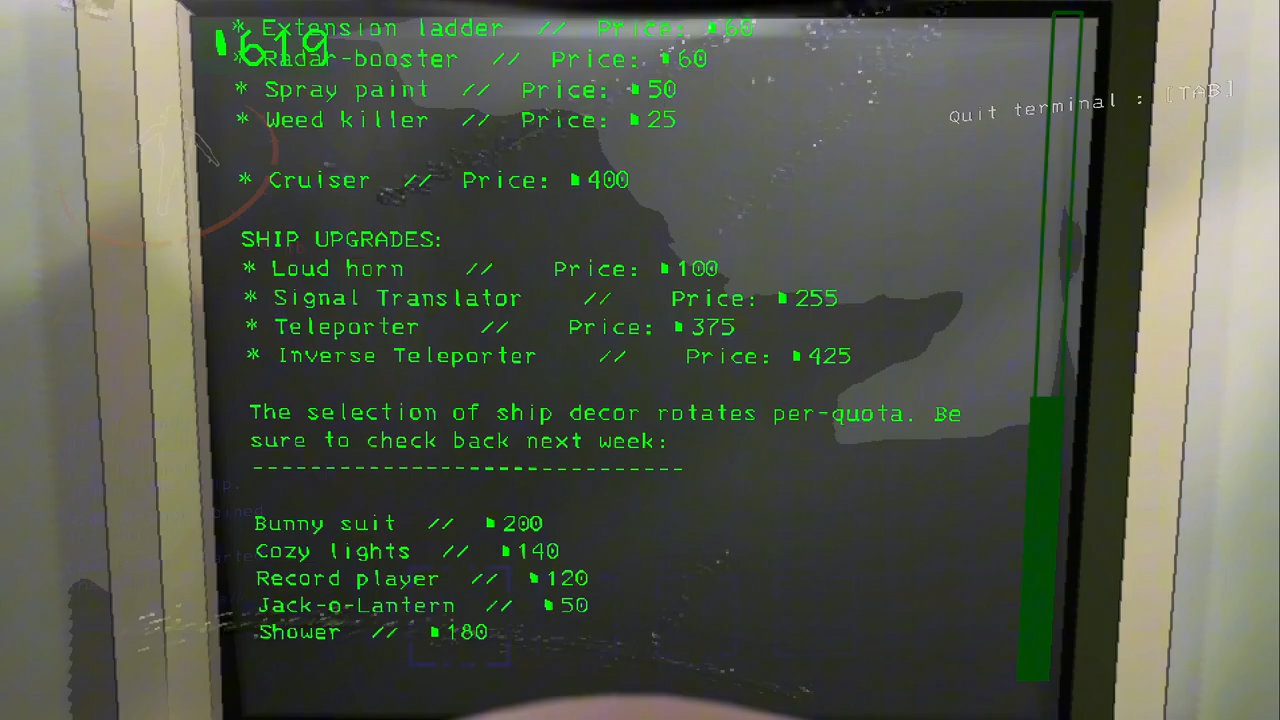 * Extension ladder // Price: ▮60
▮619
* Radar-booster // Price: ▮60
* Spray paint // Price: ▮50
* Weed killer // Price: ▮25
Quit terminal : [TAB]
* Cruiser // Price: ▮400
SHIP UPGRADES:
* Loud horn // Price: ▮100
* Signal Translator // Price: ▮255
* Teleporter // Price: ▮375
* Inverse Teleporter // Price: ▮425
The selection of ship decor rotates per-quota. Be
sure to check back next week:
------------------------------
Bunny suit // ▮200
Cozy lights // ▮140
Record player // ▮120
Jack-o-Lantern // ▮50
Shower // ▮180